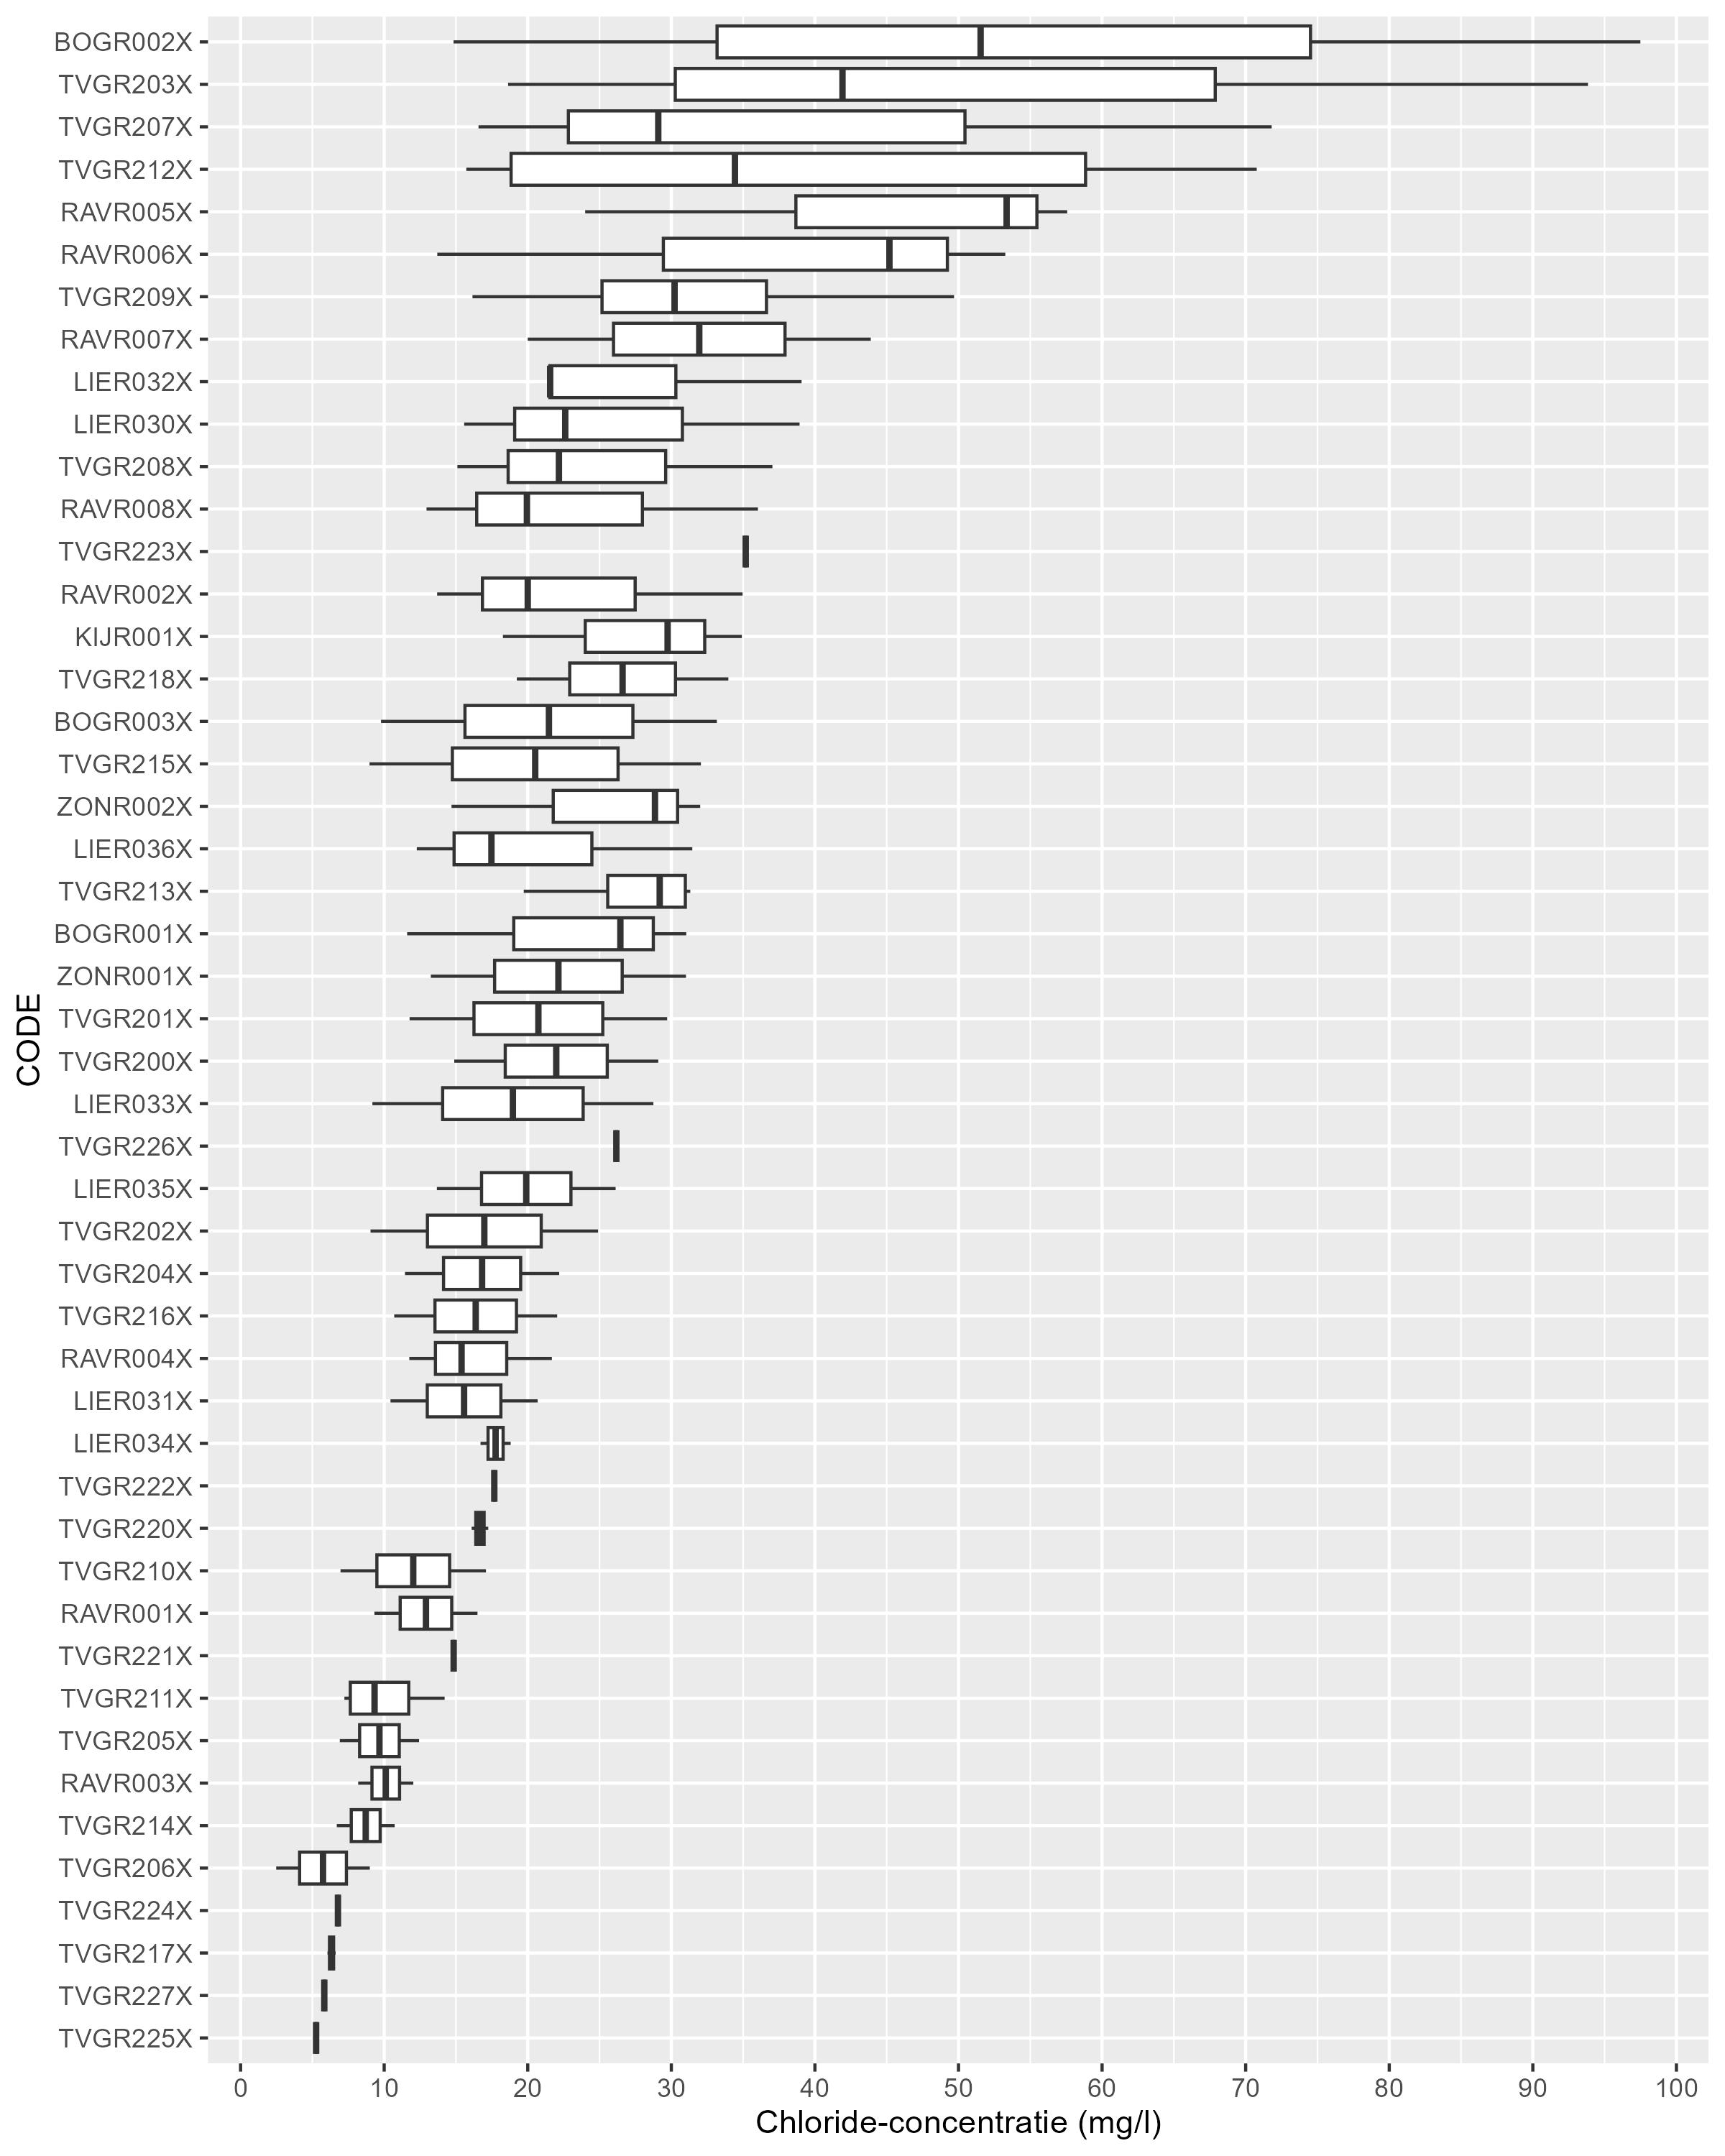 BOGR002X
TVGR203X
TVGR207X
TVGR212X
RAVR005X
RAVR006X
TVGR209X
RAVR007X
LIER032X
LIER030X
TVGR208X
RAVR008X
TVGR223X
RAVR002X
KIJR001X
TVGR218X
BOGR003X
TVGR215X
ZONR002X
LIER036X
TVGR213X
BOGR001X
ZONR001X
TVGR201X
TVGR200X
LIER033X
TVGR226X
LIER035X
TVGR202X
TVGR204X
TVGR216X
RAVR004X
LIER031X
LIER034X
TVGR222X
TVGR220X
TVGR210X
RAVR001X
TVGR221X
TVGR211X
TVGR205X
RAVR003X
TVGR214X
TVGR206X
TVGR224X
TVGR217X
TVGR227X
TVGR225X
CODE
0 10 20 30 40 50 60 70 80 90 100
Chloride-concentratie (mg/l)